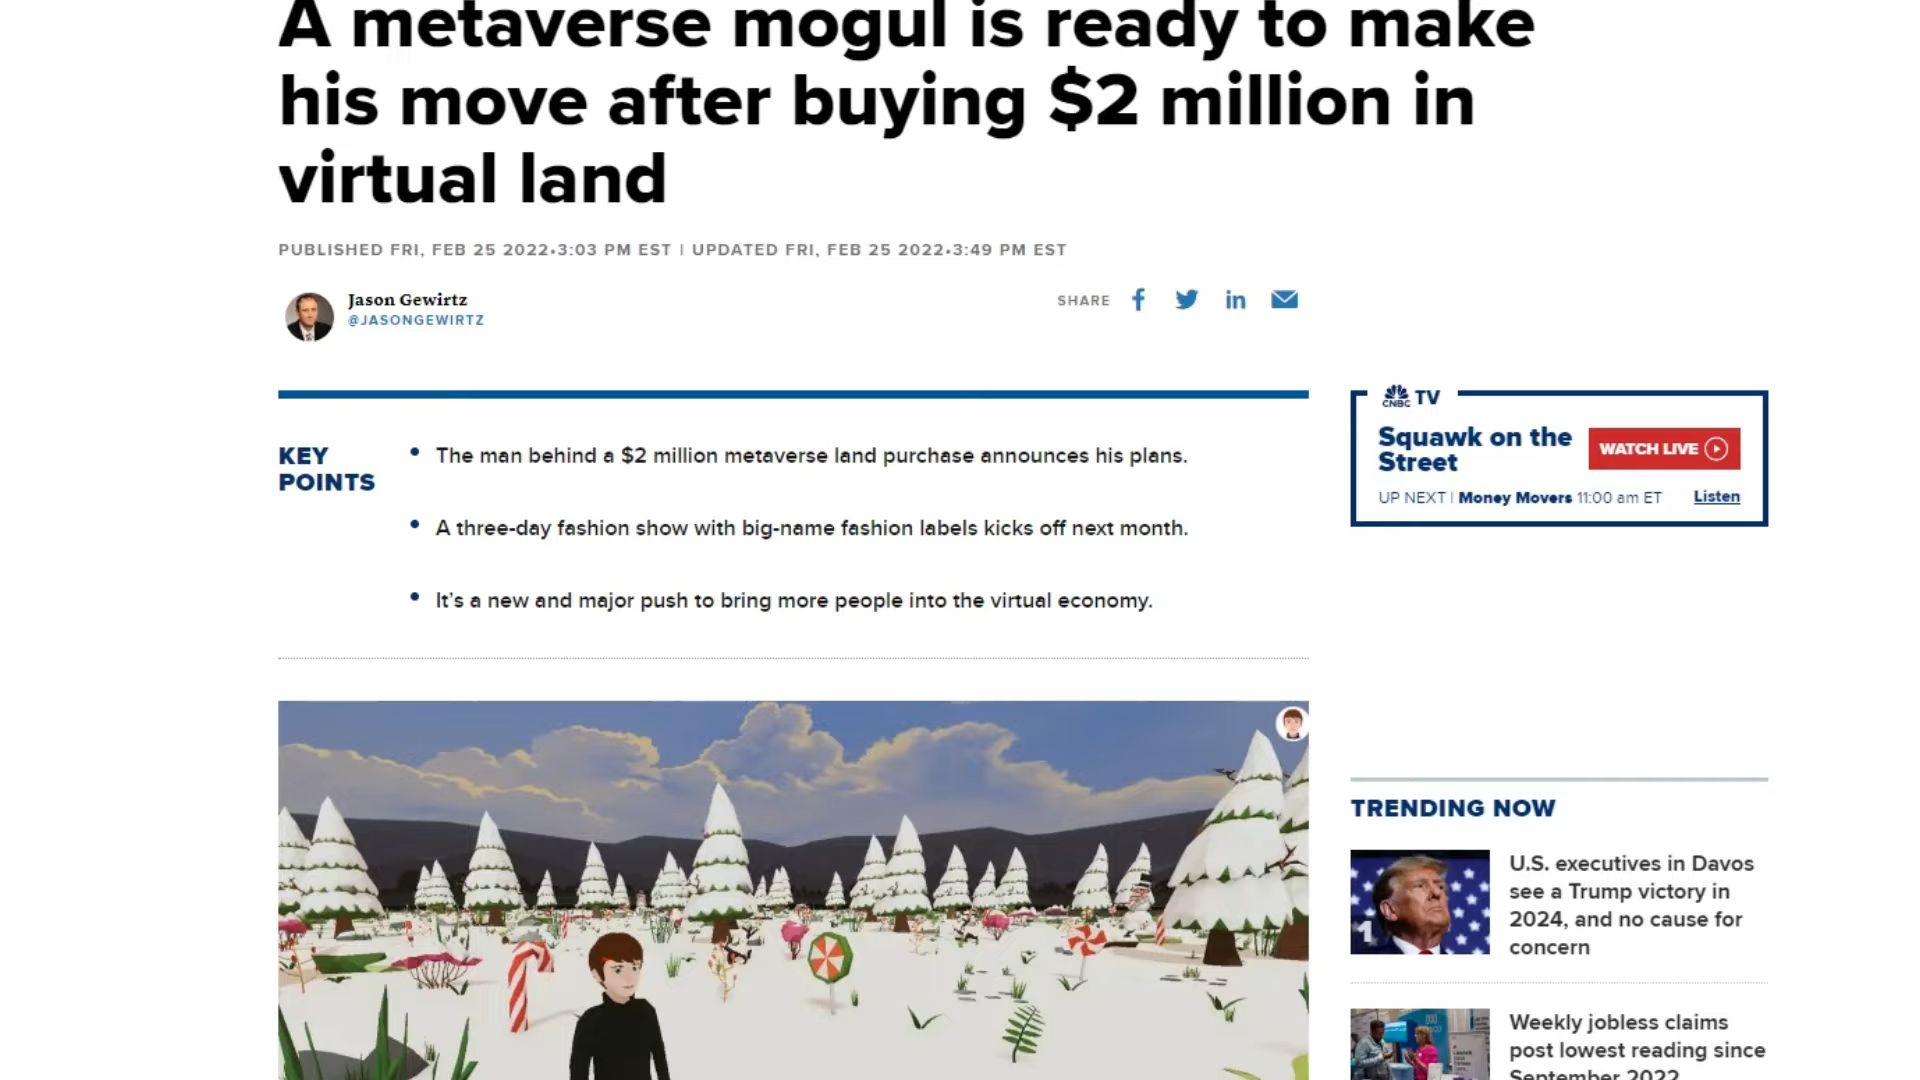 A metaverse mogul is ready to make
his move after buying $2 million in
virtual land
PUBLISHED FRI, FEB 25 2022•3:03 PM EST | UPDATED FRI, FEB 25 2022•3:49 PM EST
Jason Gewirtz
@JASONGEWIRTZ
SHARE
KEY
POINTS
The man behind a $2 million metaverse land purchase announces his plans.
A three-day fashion show with big-name fashion labels kicks off next month.
It's a new and major push to bring more people into the virtual economy.
CNBC TV
Squawk on the
Street
WATCH LIVE
UP NEXT | Money Movers 11:00 am ET
Listen
TRENDING NOW
1
U.S. executives in Davos
see a Trump victory in
2024, and no cause for
concern
Weekly jobless claims
post lowest reading since
September 2022